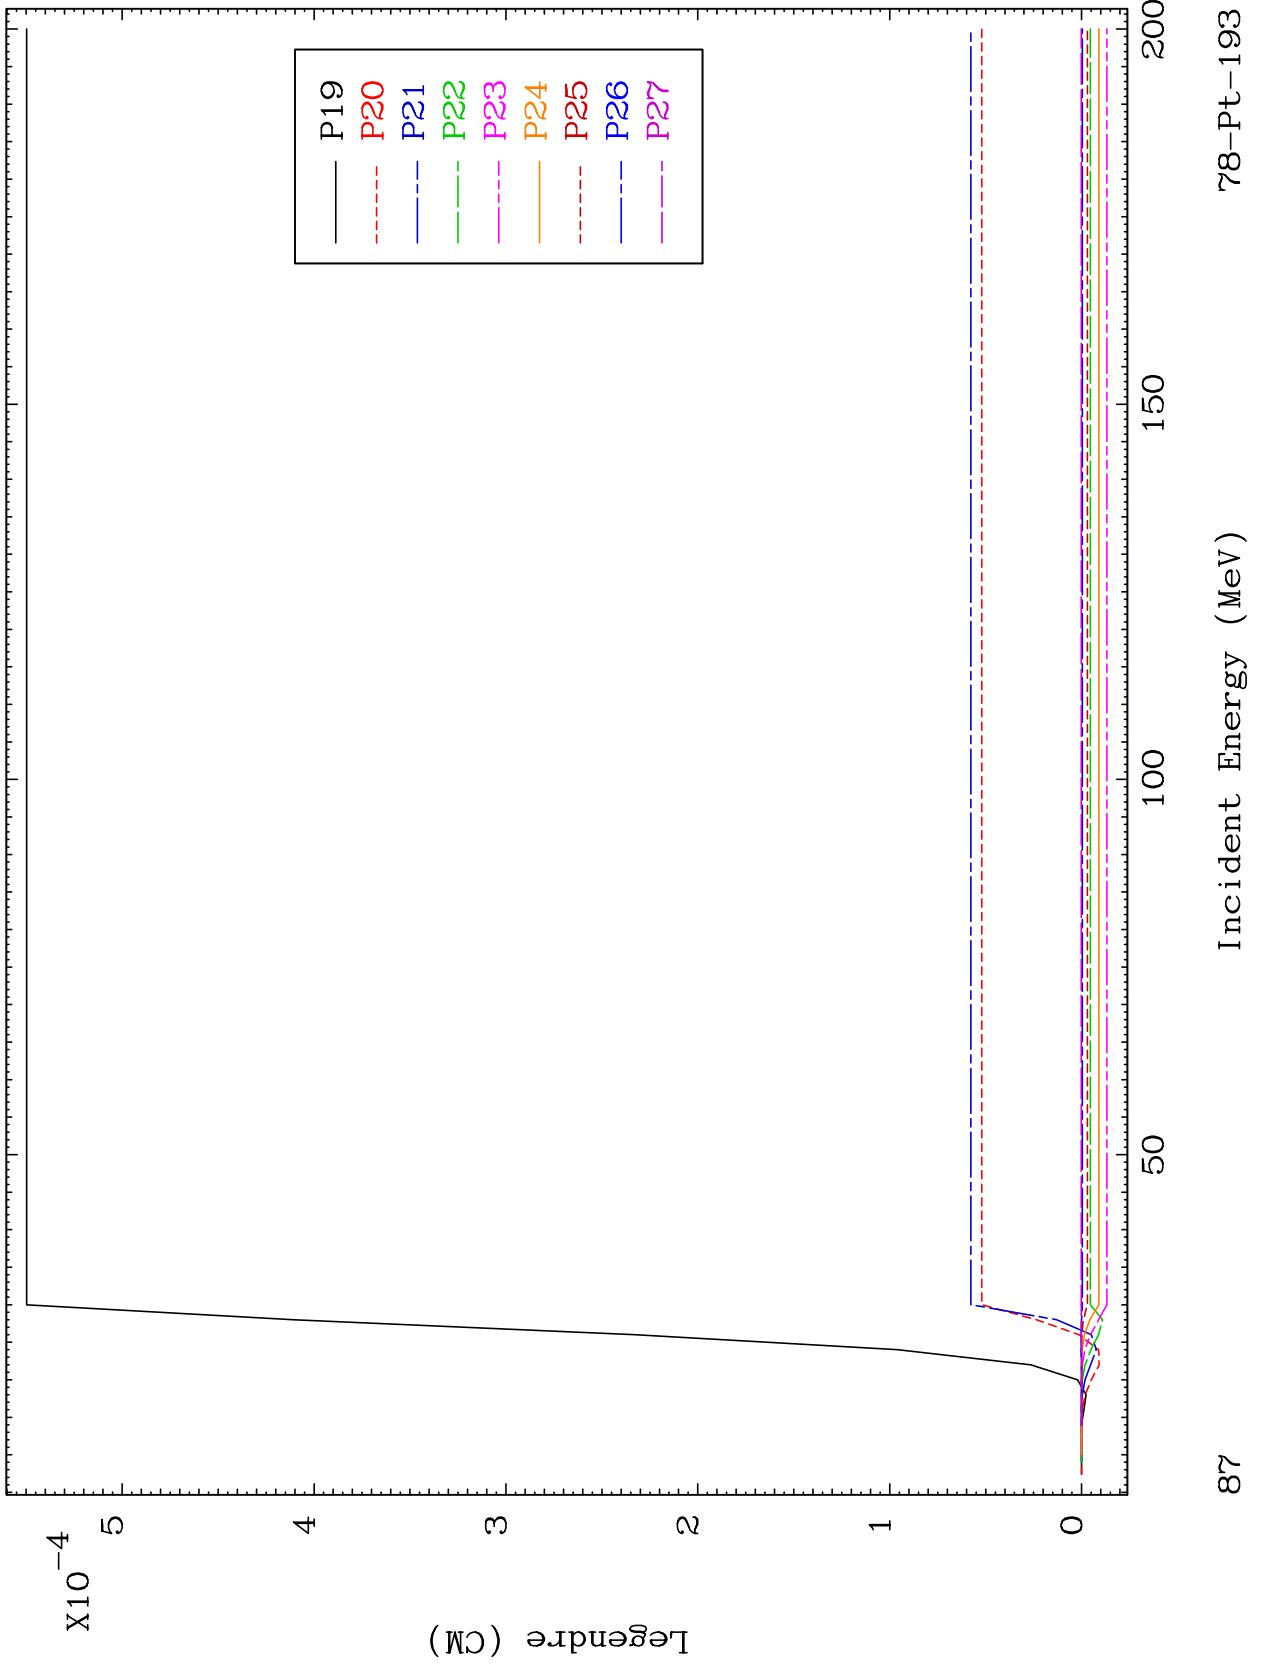 X10-4
5
4
3
2
1
0
Legendre (CM)
P19
P20
P21
P22
P23
P24
P25
P26
P27
50
100
150
200
Incident Energy (MeV)
87
78-Pt-193